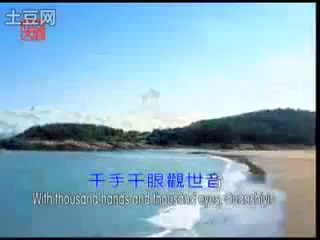 土豆网
千手千眼觀世音
With thousand hands and thousand eyes, Guanshiyin